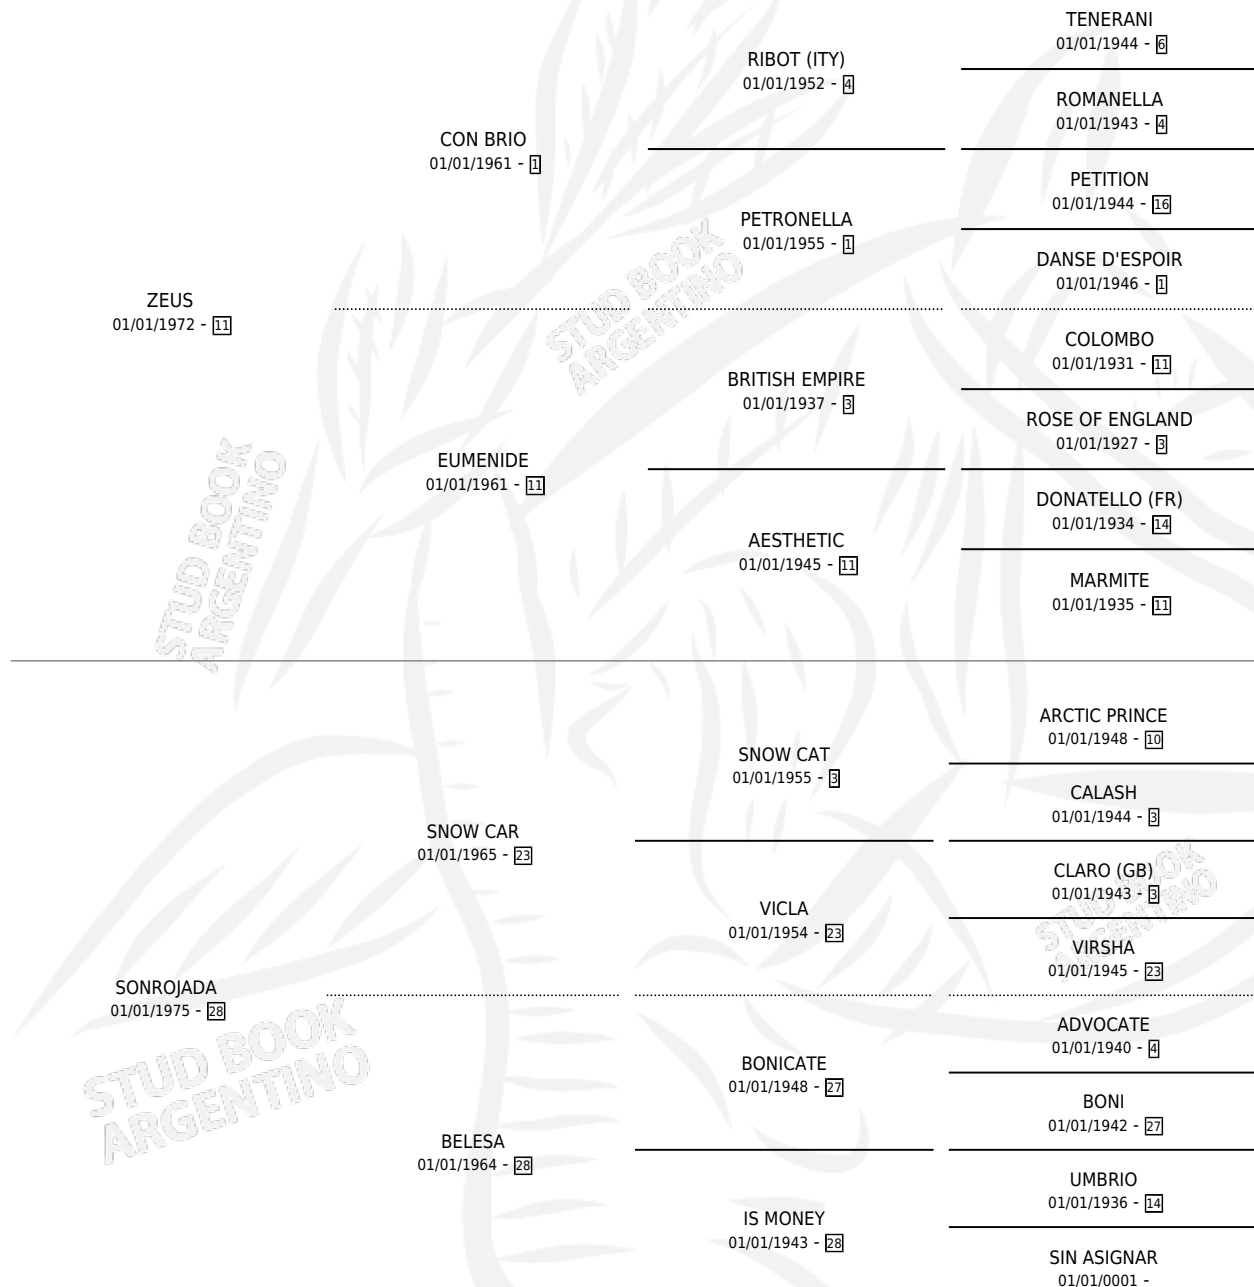 TENERANI
01/01/1944 - 6
RIBOT (ITY)
01/01/1952 - 4
ROMANELLA
01/01/1943 - 4
CON BRIO
01/01/1961 - 1
PETITION
01/01/1944 - 16
PETRONELLA
01/01/1955 - 1
DANSE D'ESPOIR
01/01/1946 - 1
ZEUS
01/01/1972 - 11
STUD BOOK
ARGENTINO
COLOMBO
01/01/1931 - 11
BRITISH EMPIRE
01/01/1937 - 3
ROSE OF ENGLAND
01/01/1927 - 3
EUMENIDE
01/01/1961 - 11
DONATELLO (FR)
01/01/1934 - 14
AESTHETIC
01/01/1945 - 11
MARMITE
01/01/1935 - 11
STUD BOOK
ARGENTINO
ARCTIC PRINCE
01/01/1948 - 10
SNOW CAT
01/01/1955 - 3
CALASH
01/01/1944 - 3
SNOW CAR
01/01/1965 - 23
CLARO (GB)
01/01/1943 - 3
VICLA
01/01/1954 - 23
VIRSHA
01/01/1945 - 23
STUD BOOK
ARGENTINO
SONROJADA
01/01/1975 - 28
STUD BOOK
ARGENTINO
ADVOCATE
01/01/1940 - 4
BONICATE
01/01/1948 - 27
BONI
01/01/1942 - 27
BELESA
01/01/1964 - 28
UMBRIO
01/01/1936 - 14
IS MONEY
01/01/1943 - 28
SIN ASIGNAR
01/01/0001 -